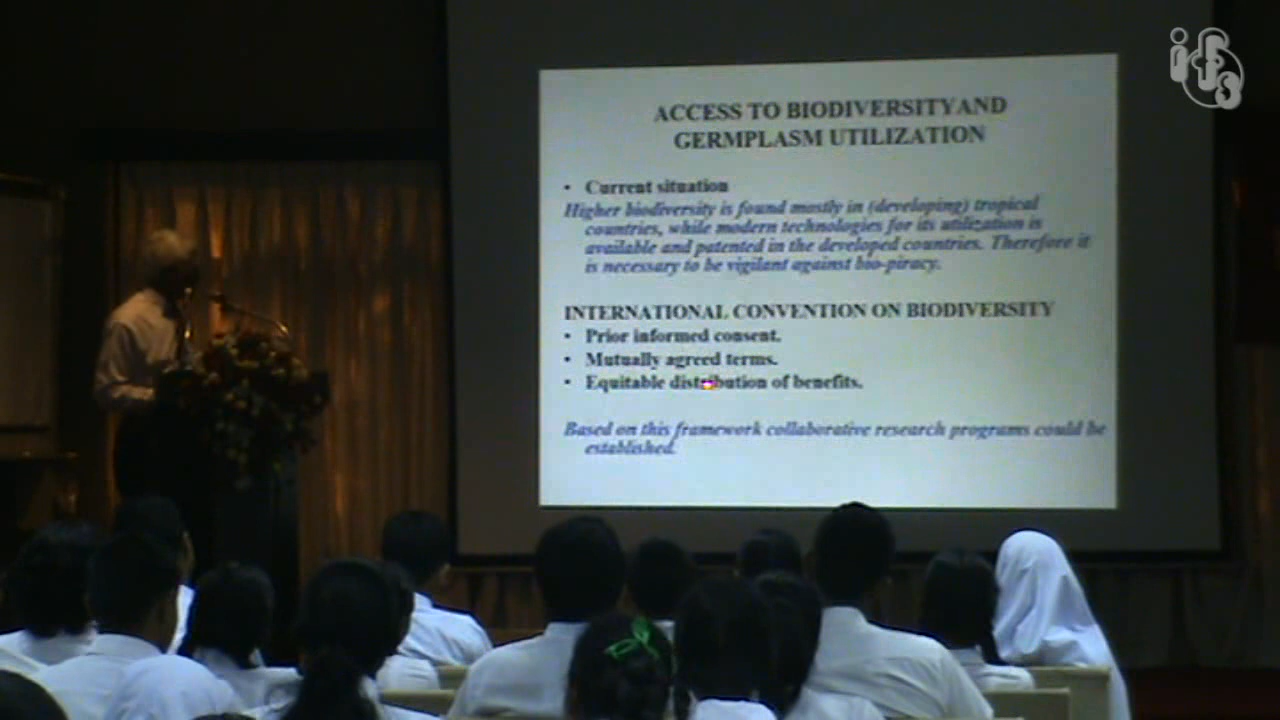 ifs
ACCESS TO BIODIVERSITY AND
GERMPLASM UTILIZATION
• Current situation
Higher biodiversity is found mostly in (developing) tropical
countries, while modern technologies for its utilization is
available and patented in the developed countries. Therefore it
is necessary to be vigilant against bio-piracy.
INTERNATIONAL CONVENTION ON BIODIVERSITY
• Prior informed consent.
• Mutually agreed terms.
• Equitable distribution of benefits.
Based on this framework collaborative research programs could be
established.